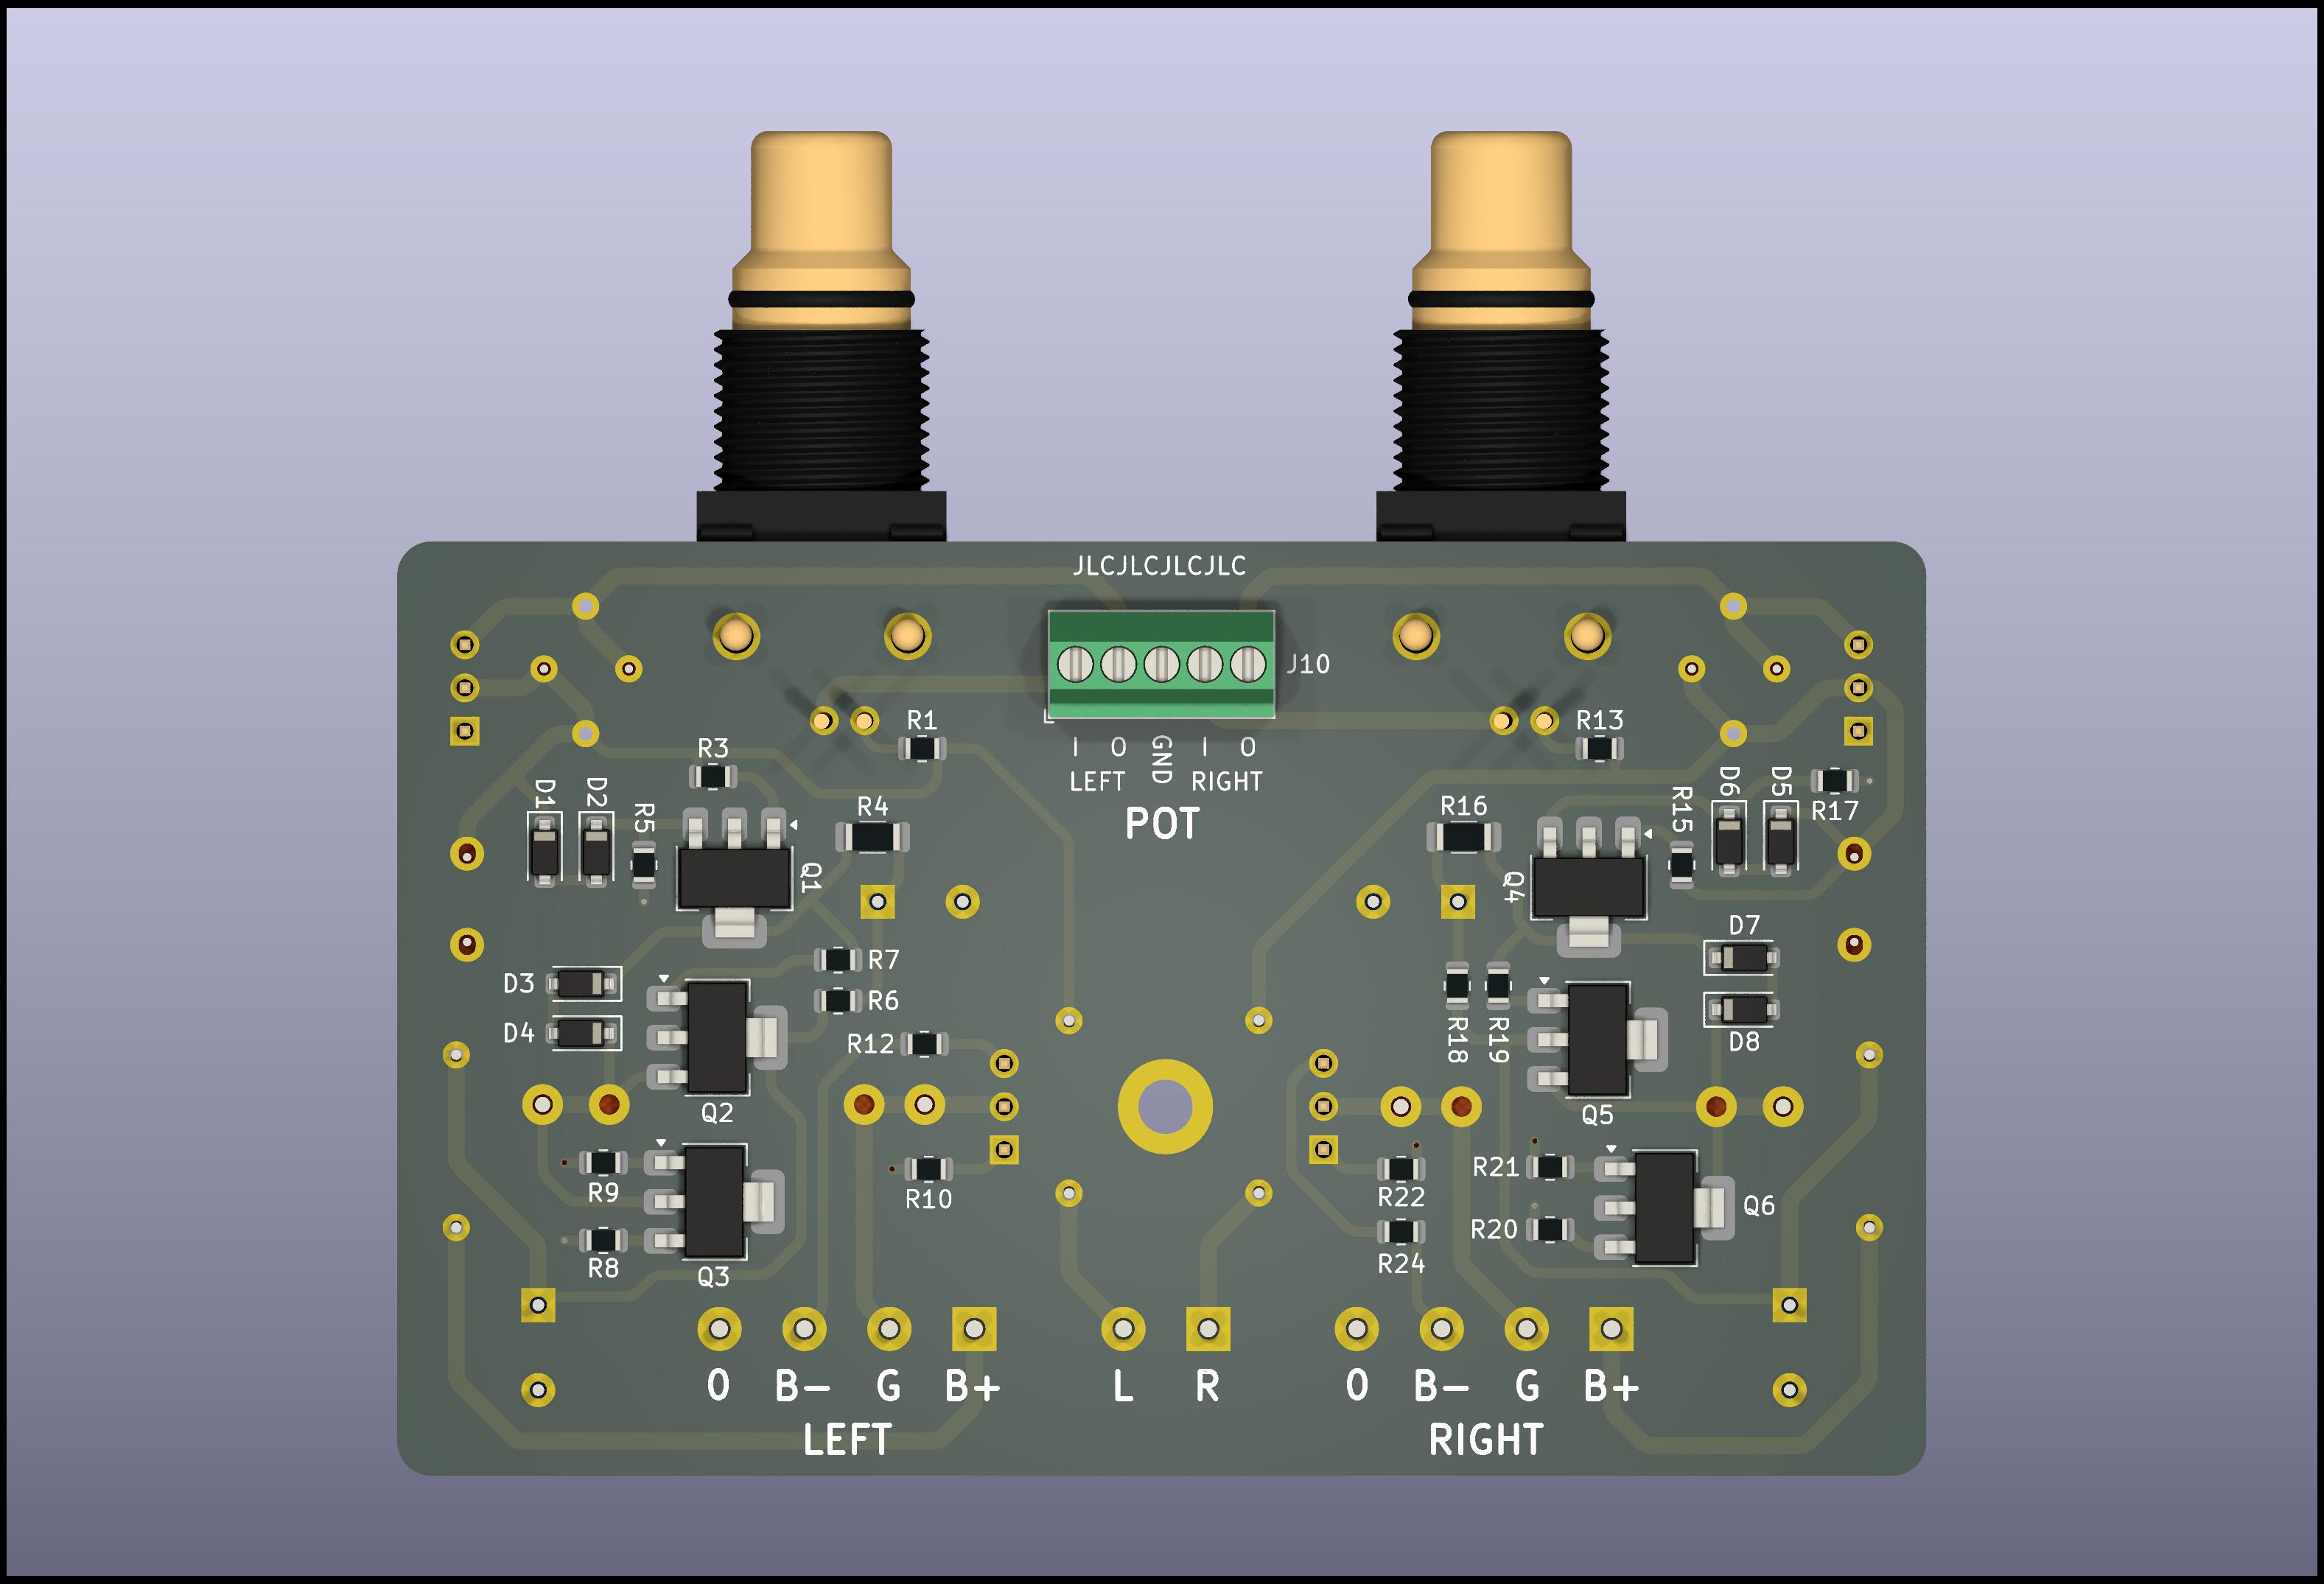 JLCJLCJLCJLC
J10
I O GND I O
LEFT RIGHT
POT
R1
R3
R4
D1
D2
R5
Q1
R7
R6
D3
D4
Q2
R12
R9
R8
Q3
R10
R13
R16
R15
D6
D5
R17
Q4
D7
D8
R18
R19
Q5
R22
R24
R21
R20
Q6
O B- G B+ L R O B- G B+
LEFT RIGHT